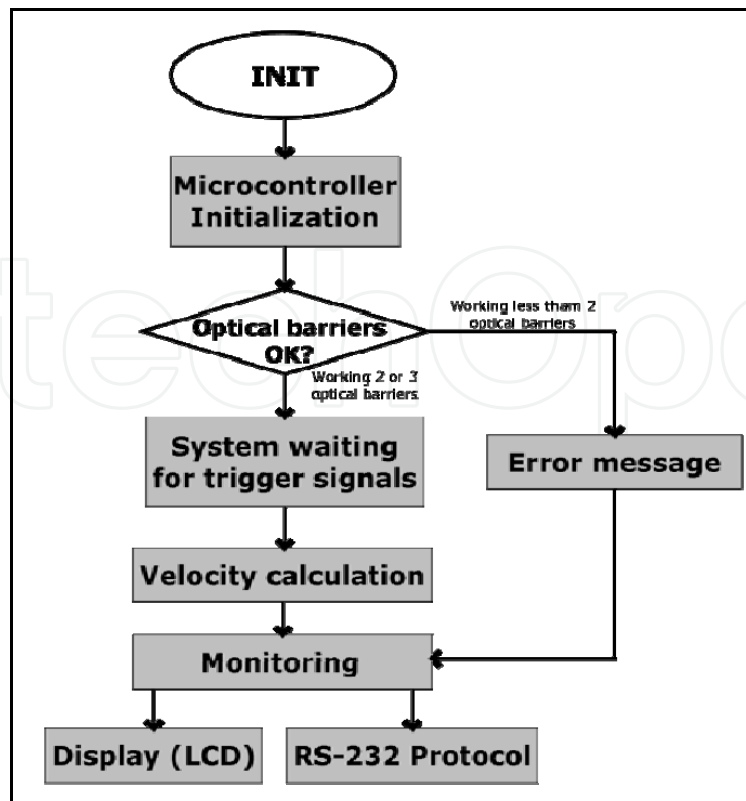 INIT
Microcontroller
Initialization
Optical barriers
OK?
Working less tham 2
optical barriers
Working 2 or 3
optical barriers
System waiting
for trigger signals
Error message
Velocity calculation
Monitoring
Display (LCD)
RS-232 Protocol